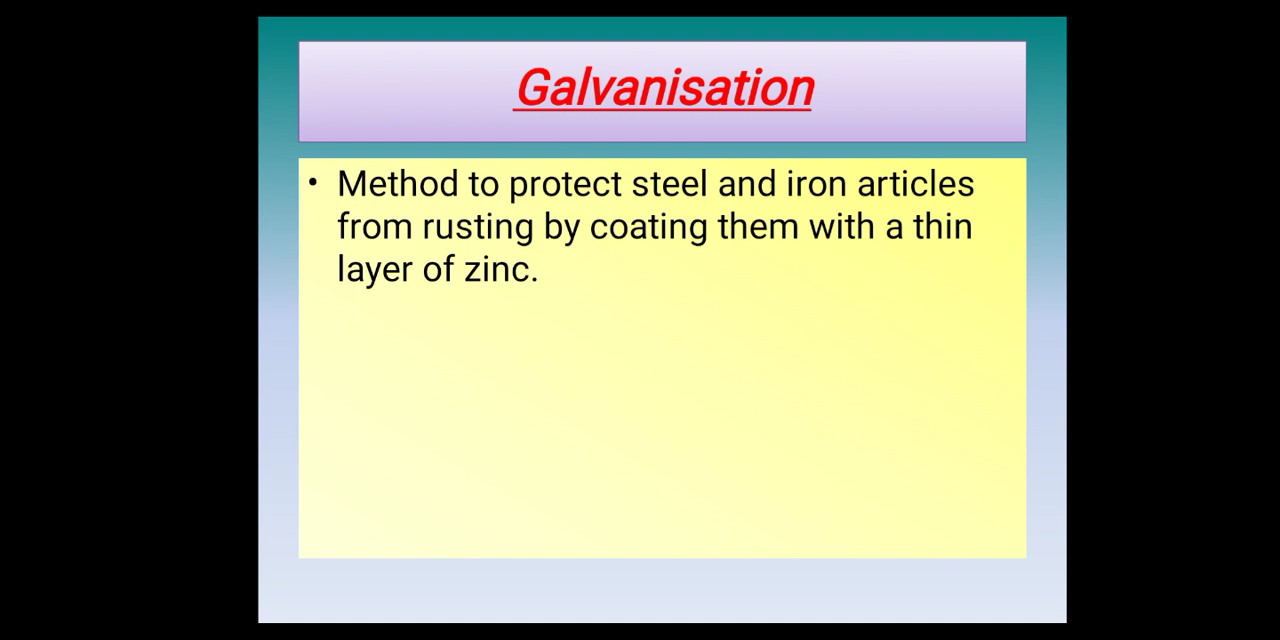 Galvanisation
• Method to protect steel and iron articles
from rusting by coating them with a thin
layer of zinc.